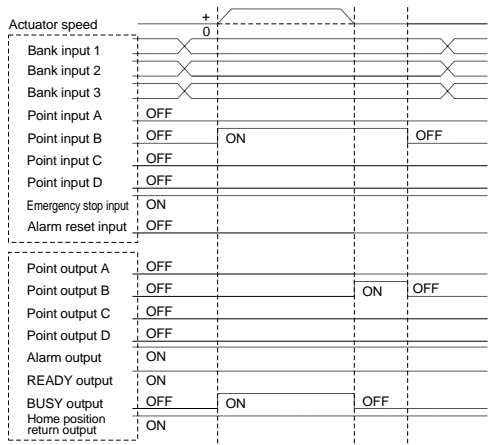 Actuator speed +
0
Bank input 1
Bank input 2
Bank input 3
Point input A OFF
Point input B OFF ON OFF
Point input C OFF
Point input D OFF
Emergency stop input ON
Alarm reset input OFF
Point output A OFF
Point output B OFF ON OFF
Point output C OFF
Point output D OFF
Alarm output ON
READY output ON
BUSY output OFF ON OFF
Home position
return output ON